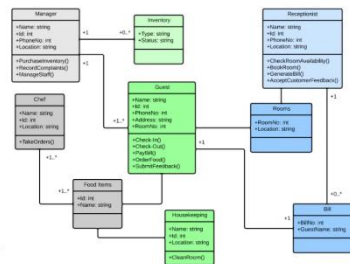 Manager
+Name: string
+Id: int
+PhoneNo: int
+Location: string
+PurchaseInventory()
+RecordComplaints()
+ManageStaff()
+1
+0..*
Inventory
+Type: string
+Status: string
Receptionist
+Name: string
+Id: int
+PhoneNo: int
+Location: string
+CheckRoomAvailability()
+BookRoom()
+GenerateBill()
+AcceptCustomerFeedback()
+1
Guest
+Name: string
+Id: int
+PhoneNo: int
+Address: string
+RoomNo: int
+Check-In()
+Check-Out()
+PayBill()
+OrderFood()
+SubmitFeedback()
+1..*
+1
+1
Chef
+Name: string
+Id: int
+Location: string
+TakeOrders()
+1..*
Rooms
+RoomNo: int
+Location: string
+1..*
Food Items
+Id: int
+Name: string
+0..*
+1
Housekeeping
+Name: string
+Id: int
+Location: string
+CleanRoom()
Bill
+BillNo: int
+GuestName: string